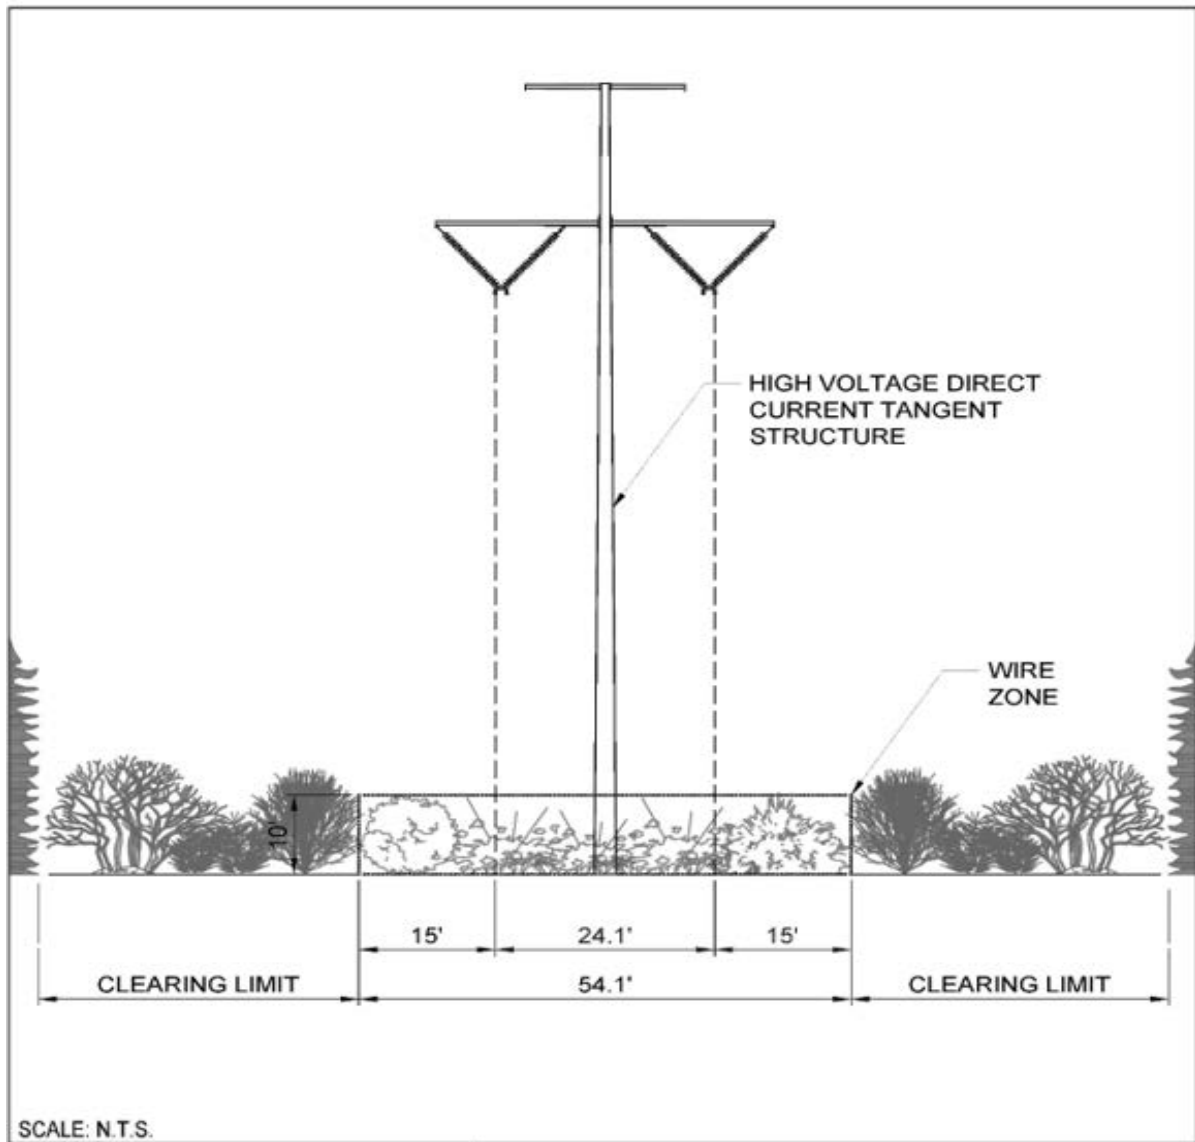 HIGH VOLTAGE DIRECT
CURRENT TANGENT
STRUCTURE
WIRE
ZONE
10'
15'
24.1'
15'
CLEARING LIMIT
54.1'
CLEARING LIMIT
SCALE: N.T.S.